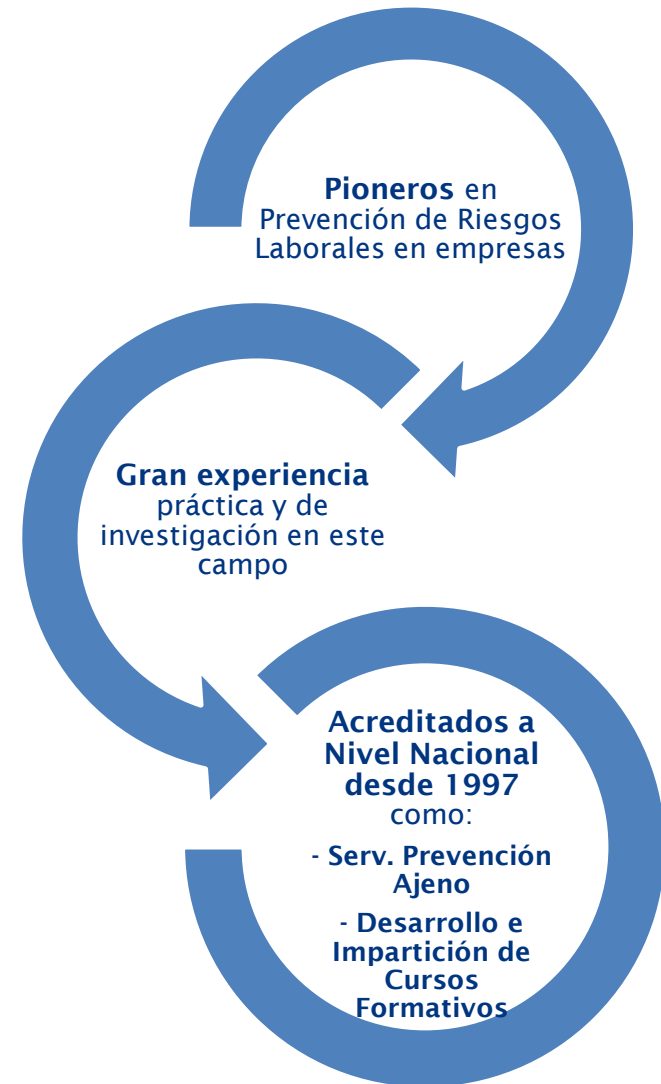 Pioneros en
Prevención de Riesgos
Laborales en empresas
Gran experiencia
práctica y de
investigación en este
campo
Acreditados a
Nivel Nacional
desde 1997
como:
- Serv. Prevención
Ajeno
- Desarrollo e
Impartición de
Cursos
Formativos